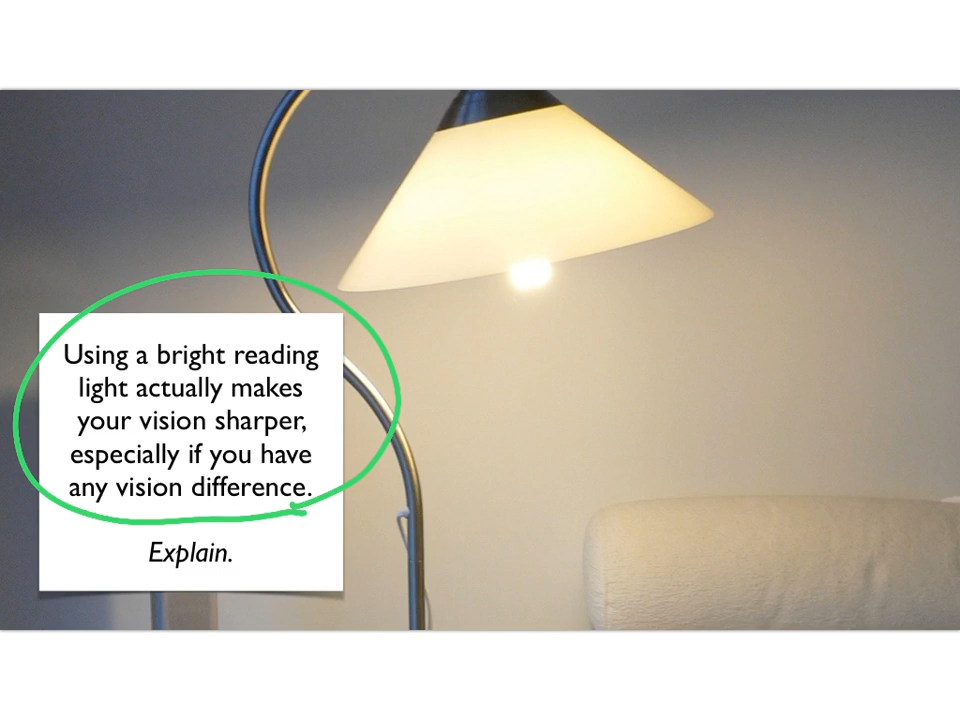 Using a bright reading
light actually makes
your vision sharper,
especially if you have
any vision difference.
Explain.